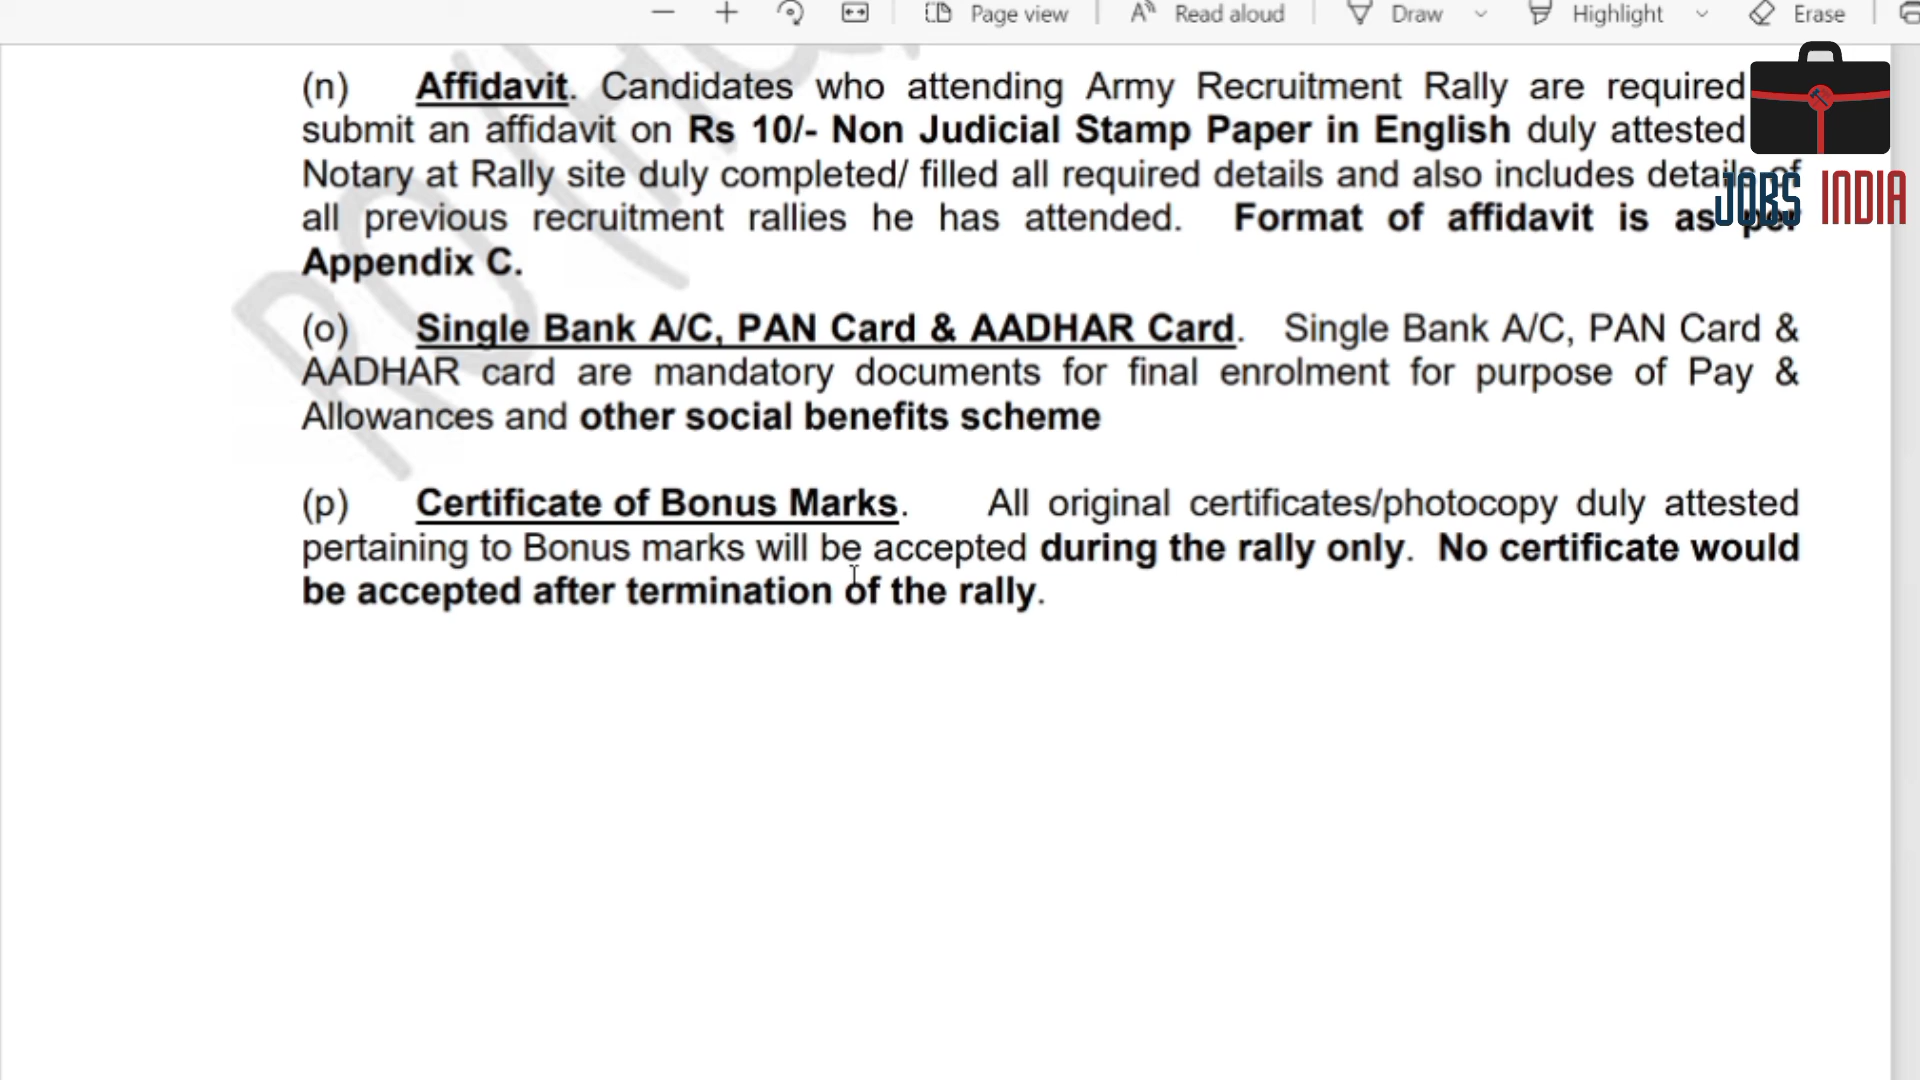 Page view Read aloud Draw Highlight Erase
(n) Affidavit. Candidates who attending Army Recruitment Rally are required
submit an affidavit on Rs 10/- Non Judicial Stamp Paper in English duly attested
Notary at Rally site duly completed/ filled all required details and also includes details of
all previous recruitment rallies he has attended. Format of affidavit is as per
Appendix C.
JOBS INDIA
(o) Single Bank A/C, PAN Card & AADHAR Card. Single Bank A/C, PAN Card &
AADHAR card are mandatory documents for final enrolment for purpose of Pay &
Allowances and other social benefits scheme
(p) Certificate of Bonus Marks. All original certificates/photocopy duly attested
pertaining to Bonus marks will be accepted during the rally only. No certificate would
be accepted after termination of the rally.